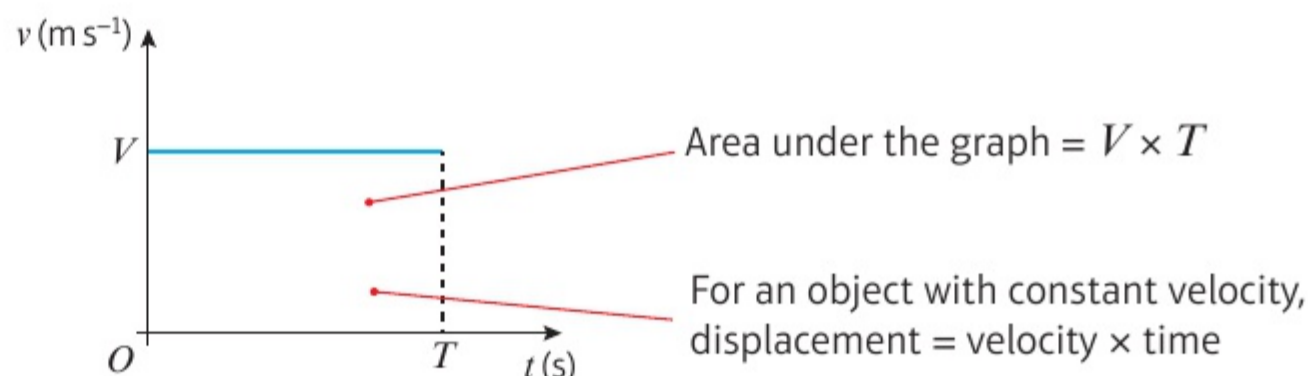 v (m s⁻¹)
V
Area under the graph = V × T
For an object with constant velocity,
displacement = velocity × time
O
T
t (s)